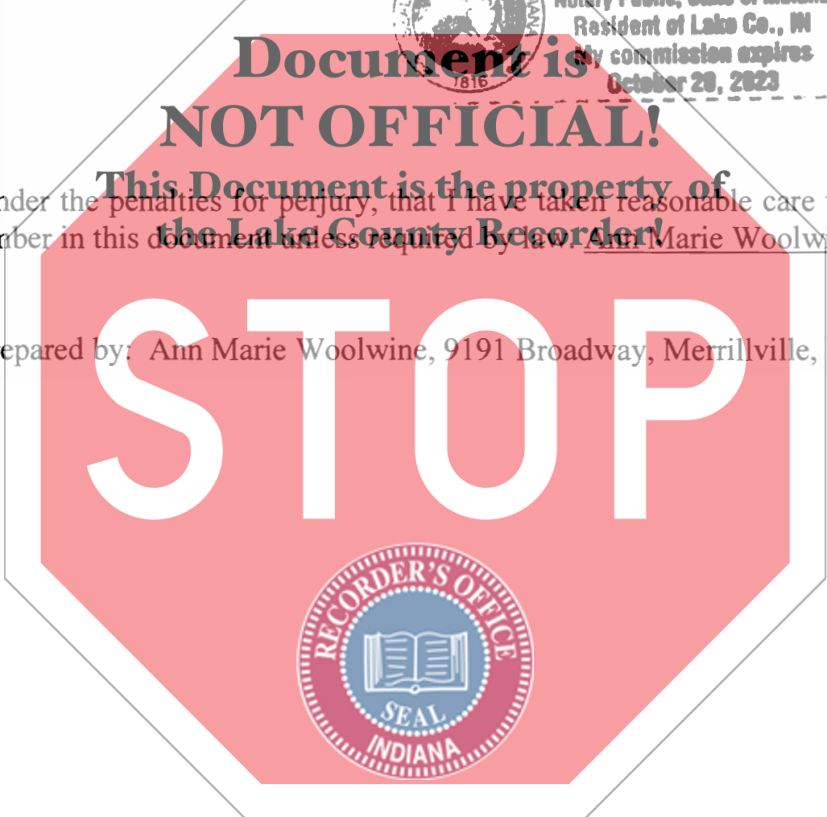 Notary Public, State of Indiana
Resident of Lake Co., IN
My commission expires
October 20, 2023
1816
Document is
NOT OFFICIAL!
This Document is the property of
the Lake County Recorder!
nder the penalties for perjury, that I have taken reasonable care
nber in this document unless required by law. Ann Marie Woolwi
epared by: Ann Marie Woolwine, 9191 Broadway, Merrillville,
STOP
RECORDER'S OFFICE
SEAL
INDIANA